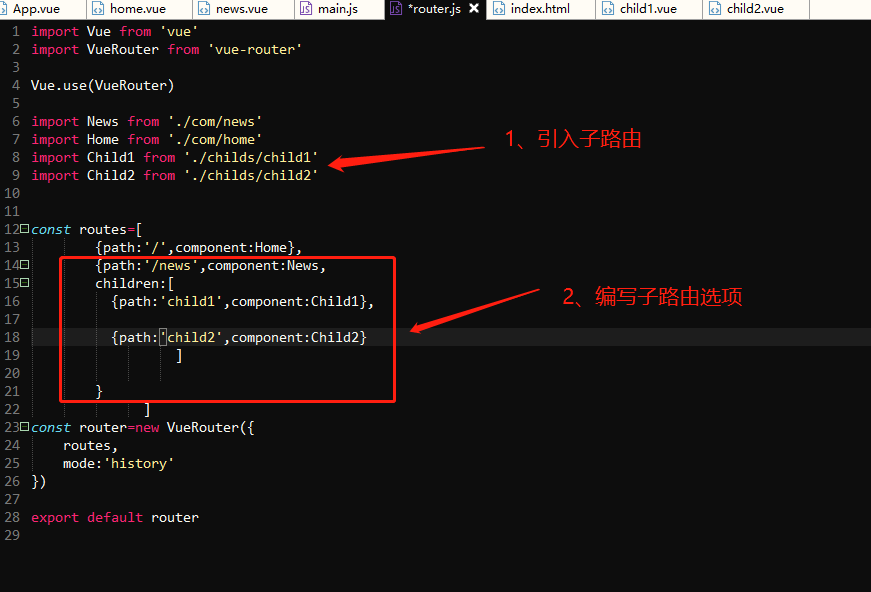 App.vue home.vue news.vue main.js *router.js index.html child1.vue child2.vue
1 import Vue from 'vue'
2 import VueRouter from 'vue-router'
3
4 Vue.use(VueRouter)
5
6 import News from './com/news'
7 import Home from './com/home'
8 import Child1 from './childs/child1'
9 import Child2 from './childs/child2'
1、引入子路由
10
11
12 const routes=[
13 {path:'/',component:Home},
14 {path:'/news',component:News,
15 children:[
16 {path:'child1',component:Child1},
2、编写子路由选项
17
18 {path:'child2',component:Child2}
19 ]
20
21 }
22 ]
23 const router=new VueRouter({
24 routes,
25 mode:'history'
26 })
27
28 export default router
29